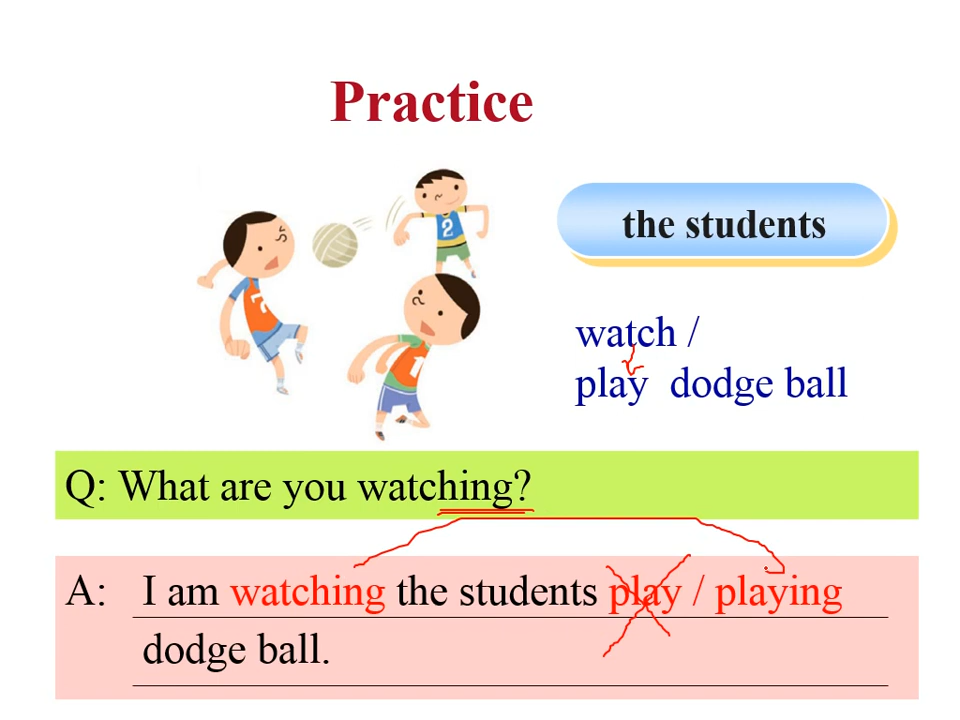 Practice
the students
watch /
play dodge ball
Q: What are you watching?
A: I am watching the students play / playing
dodge ball.